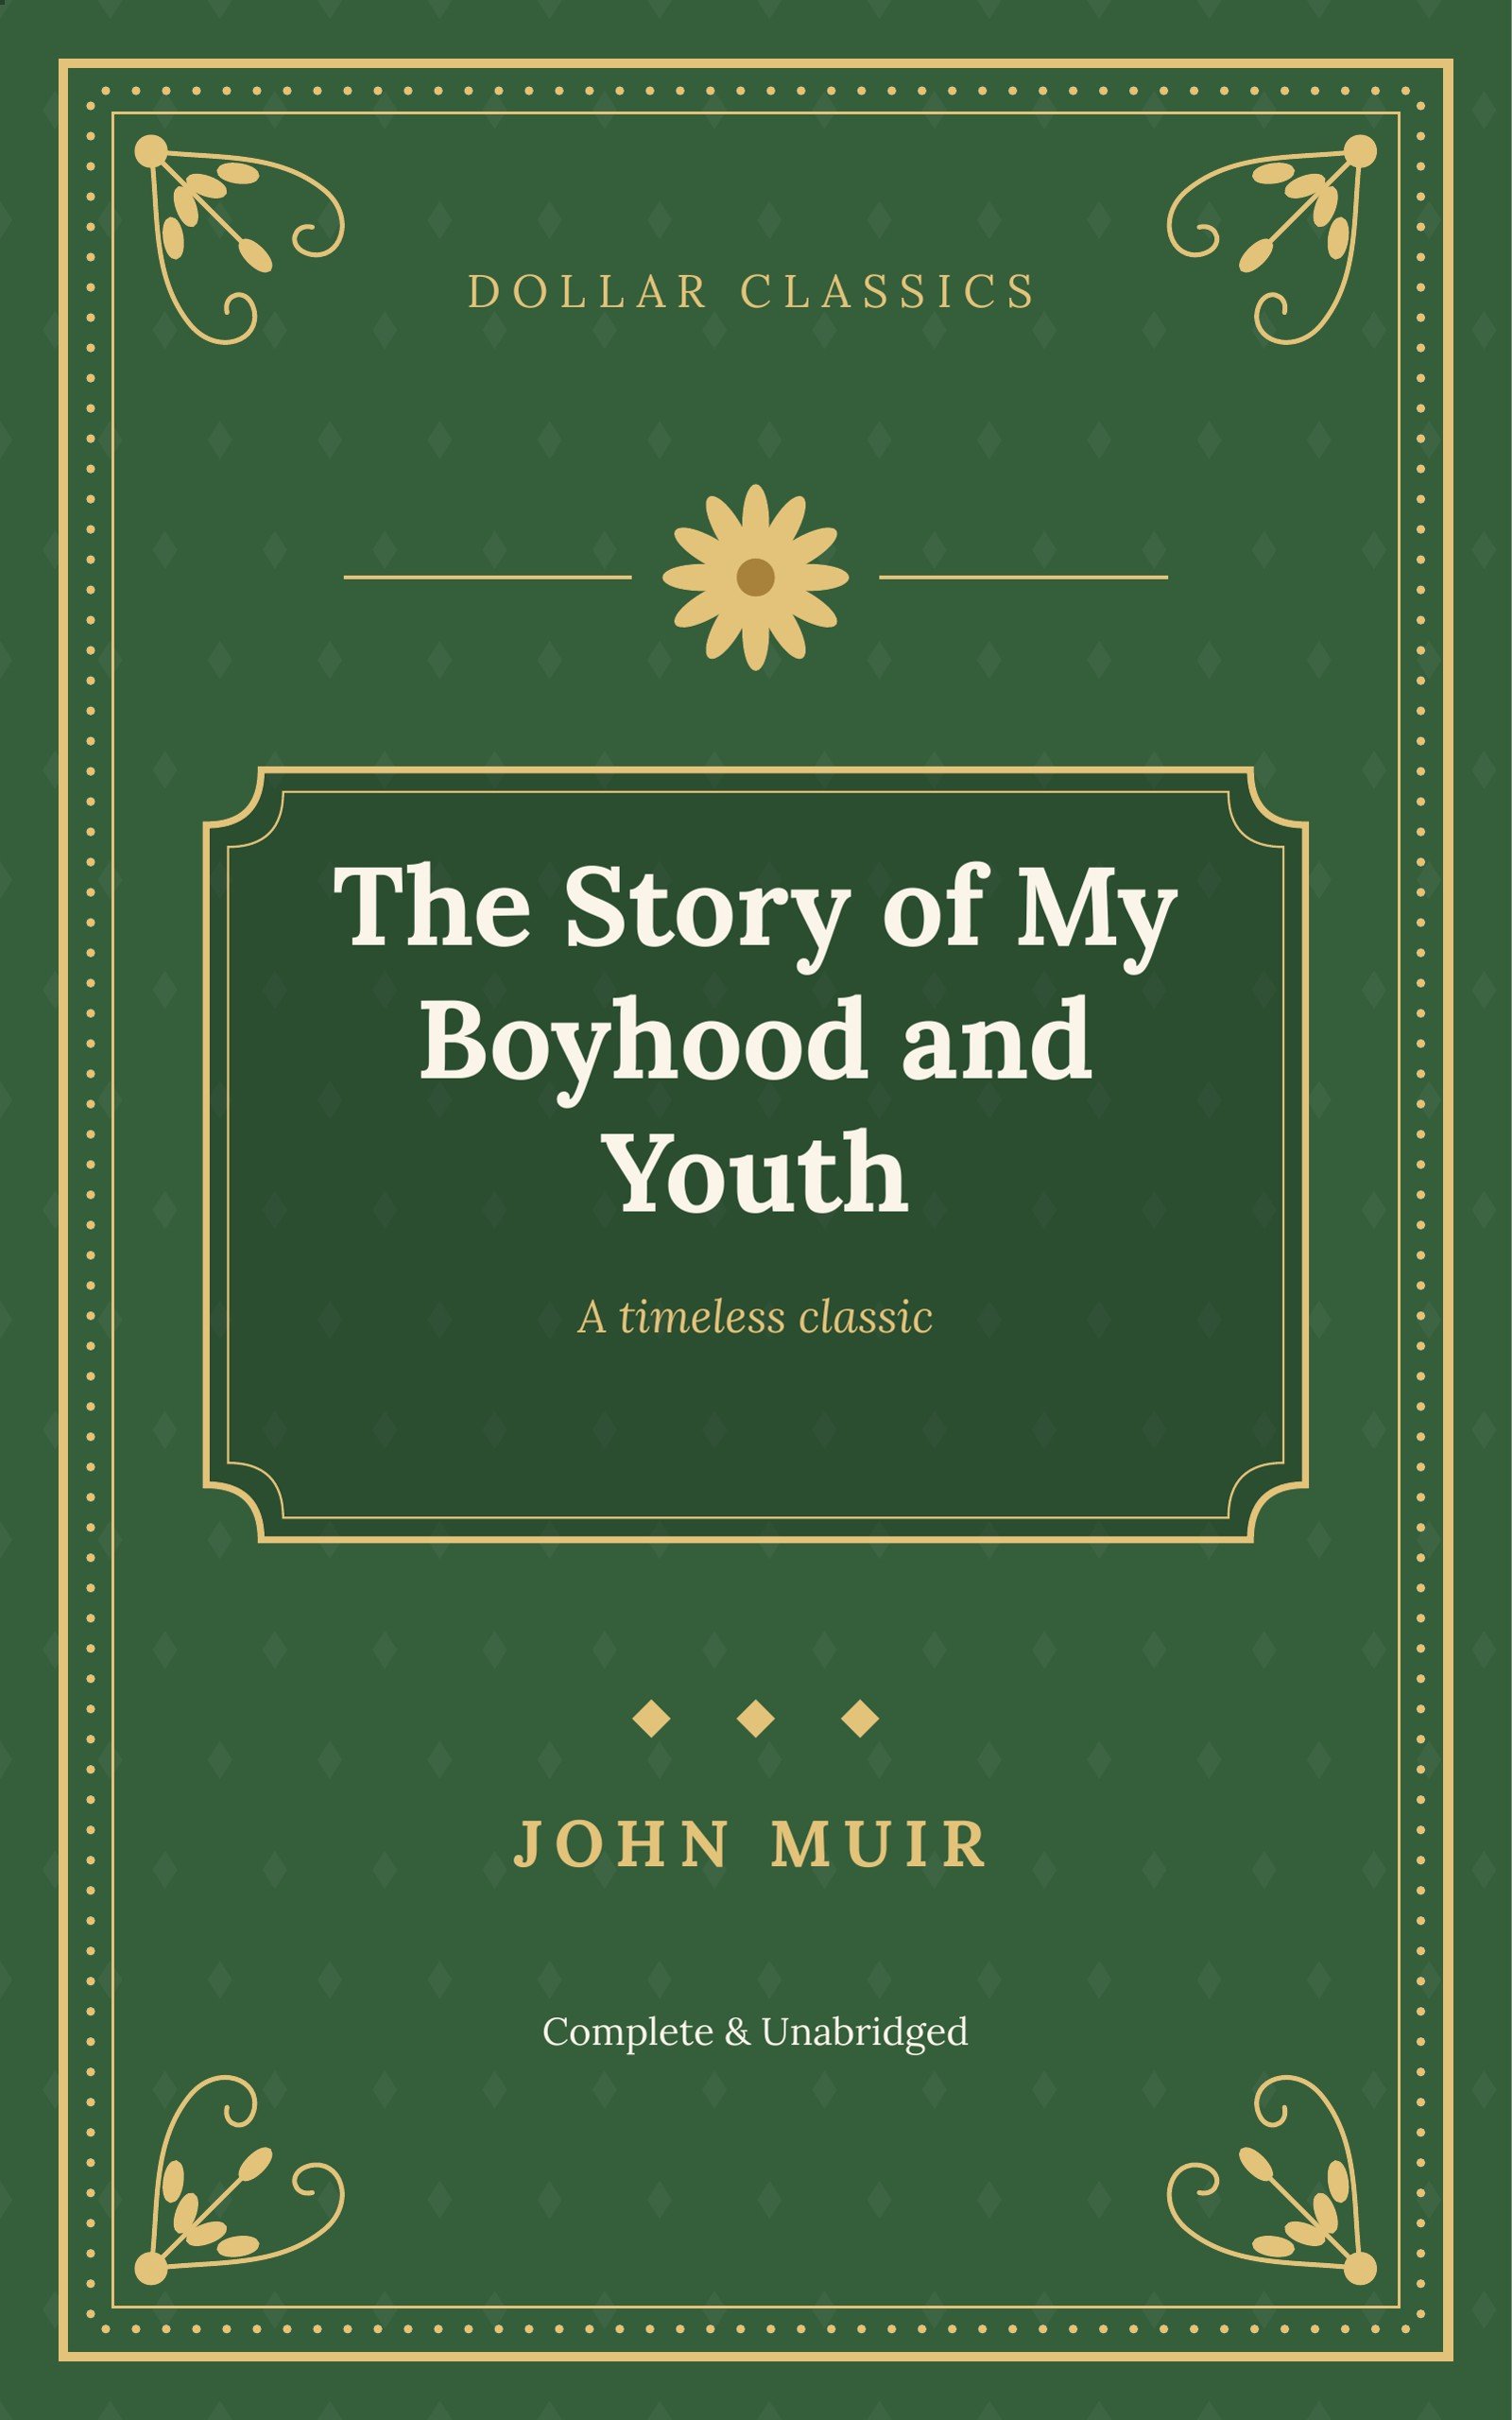 DOLLAR CLASSICS
The Story of My
Boyhood and
Youth
A timeless classic
JOHN MUIR
Complete & Unabridged